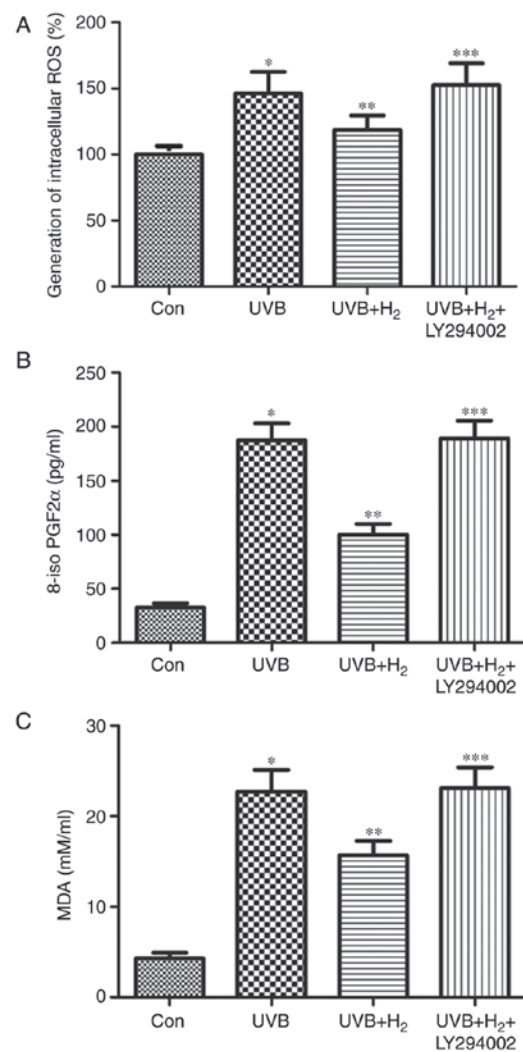 A
Generation of intracellular ROS (%)
200
150
100
50
0
*
**
***
Con
UVB
UVB+H₂
UVB+H₂+
LY294002
B
8-iso PGF2α (pg/ml)
250
200
150
100
50
0
*
**
***
Con
UVB
UVB+H₂
UVB+H₂+
LY294002
C
MDA (mM/ml)
30
20
10
0
*
**
***
Con
UVB
UVB+H₂
UVB+H₂+
LY294002